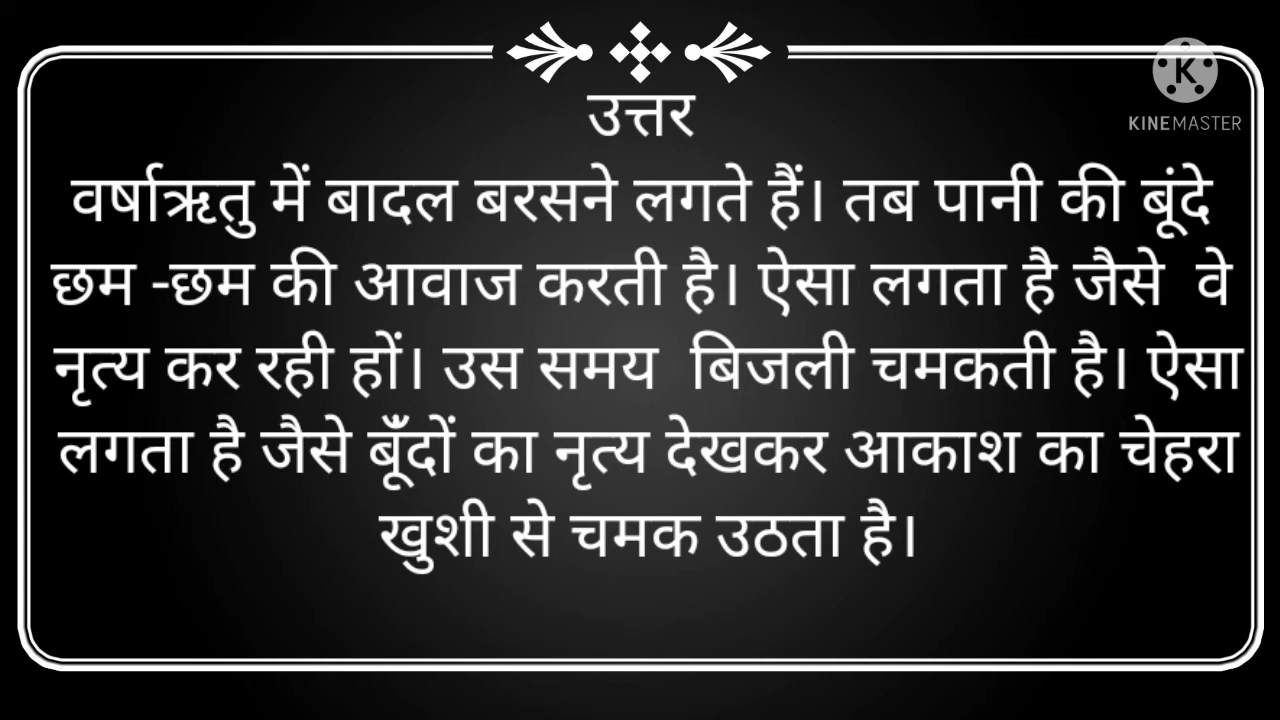 उत्तर
KINEMASTER
वर्षाऋतु में बादल बरसने लगते हैं। तब पानी की बूंदे
छम -छम की आवाज करती है। ऐसा लगता है जैसे वे
नृत्य कर रही हों। उस समय बिजली चमकती है। ऐसा
लगता है जैसे बूँदों का नृत्य देखकर आकाश का चेहरा
खुशी से चमक उठता है।